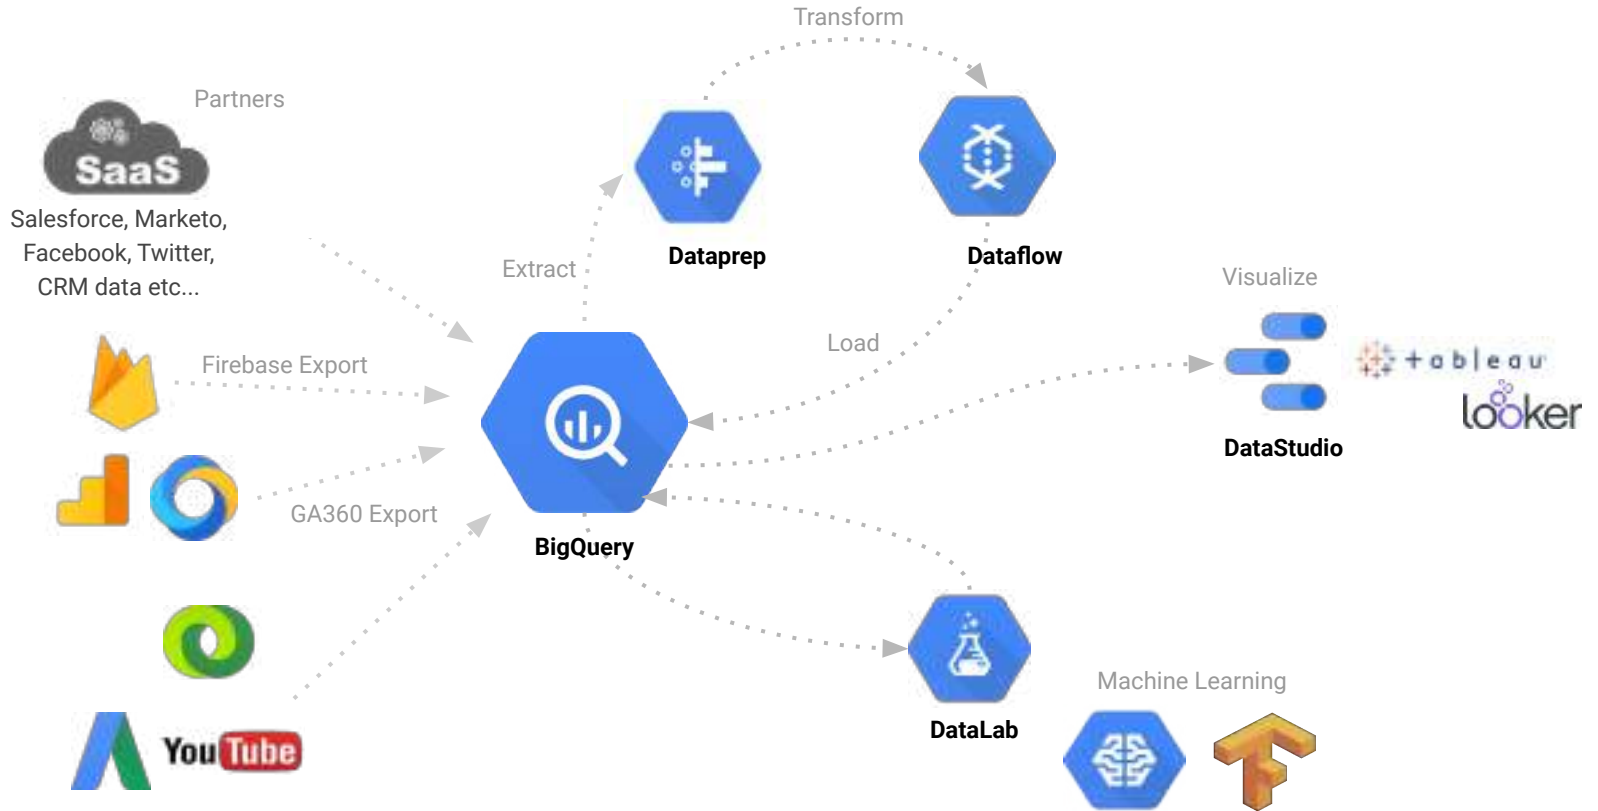 Transform
Partners
SaaS
Salesforce, Marketo,
Facebook, Twitter,
CRM data etc...
Dataprep
Dataflow
Extract
Visualize
Load
Firebase Export
tableau
looker
DataStudio
GA360 Export
BigQuery
Machine Learning
DataLab
YouTube